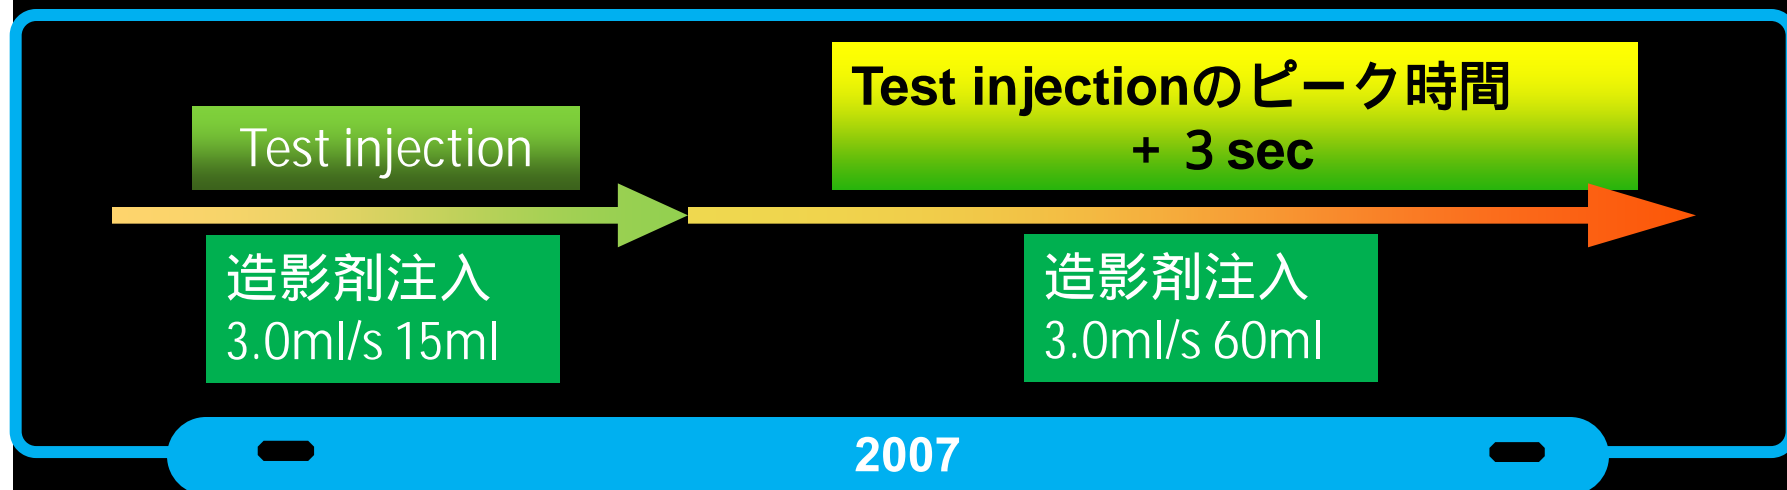 Test injection
Test injectionのピーク時間
+ 3 sec
造影剤注入
3.0ml/s 15ml
造影剤注入
3.0ml/s 60ml
2007